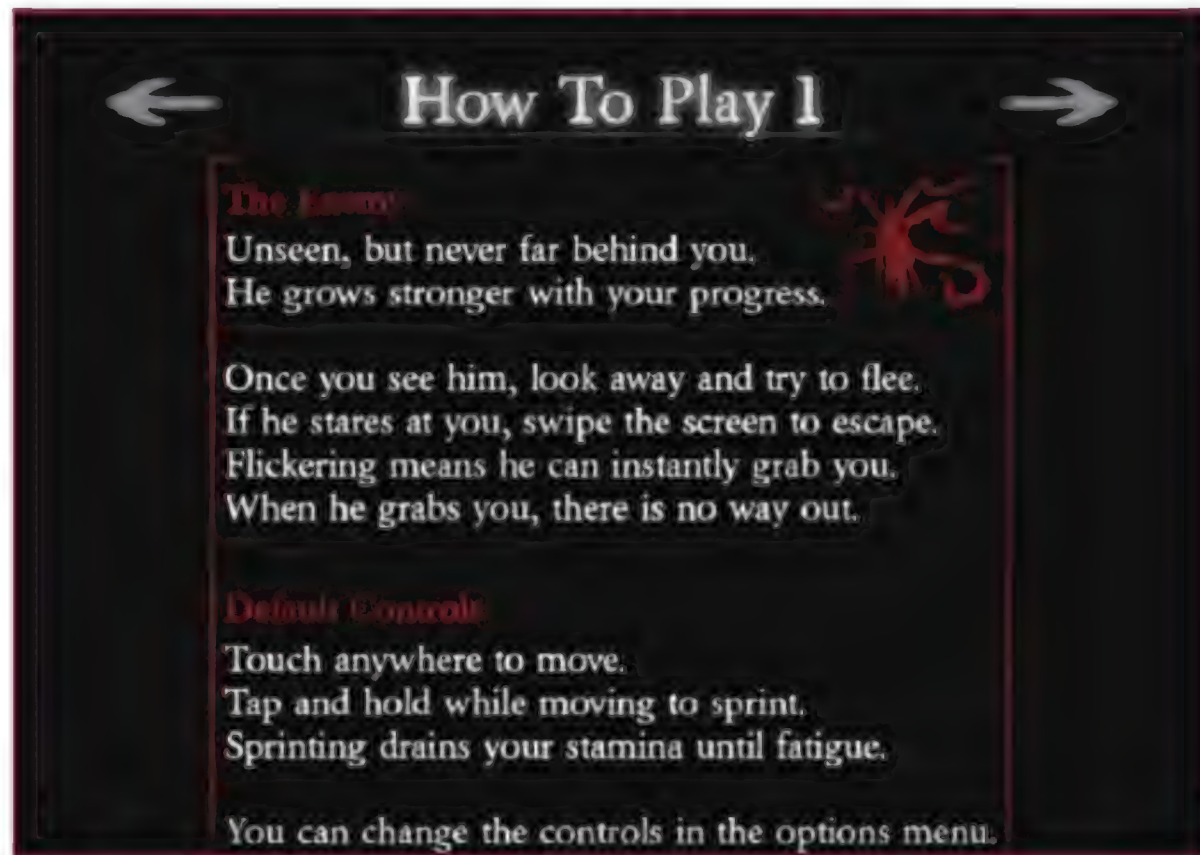 How To Play 1
The Enemy
Unseen, but never far behind you.
He grows stronger with your progress.
Once you see him, look away and try to flee.
If he stares at you, swipe the screen to escape.
Flickering means he can instantly grab you.
When he grabs you, there is no way out.
Default Controls
Touch anywhere to move.
Tap and hold while moving to sprint.
Sprinting drains your stamina until fatigue.
You can change the controls in the options menu.